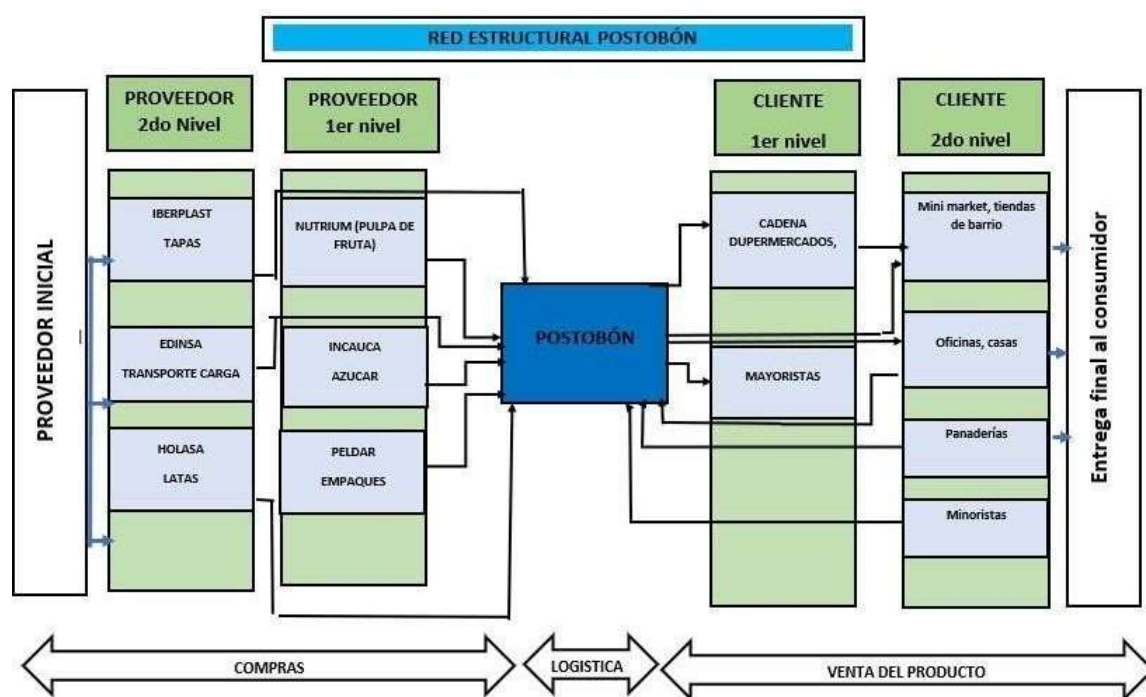 RED ESTRUCTURAL POSTOBÓN
PROVEEDOR INICIAL
PROVEEDOR
2do Nivel
IBERPLAST
TAPAS
EDINSA
TRANSPORTE CARGA
HOLASA
LATAS
PROVEEDOR
1er nivel
NUTRIUM (PULPA DE
FRUTA)
INCAUCA
AZUCAR
PELDAR
EMPAQUES
POSTOBÓN
CLIENTE
1er nivel
CADENA
DUPERMERCADOS,
MAYORISTAS
CLIENTE
2do nivel
Mini market, tiendas
de barrio
Oficinas, casas
Panaderías
Minoristas
Entrega final al consumidor
COMPRAS
LOGISTICA
VENTA DEL PRODUCTO